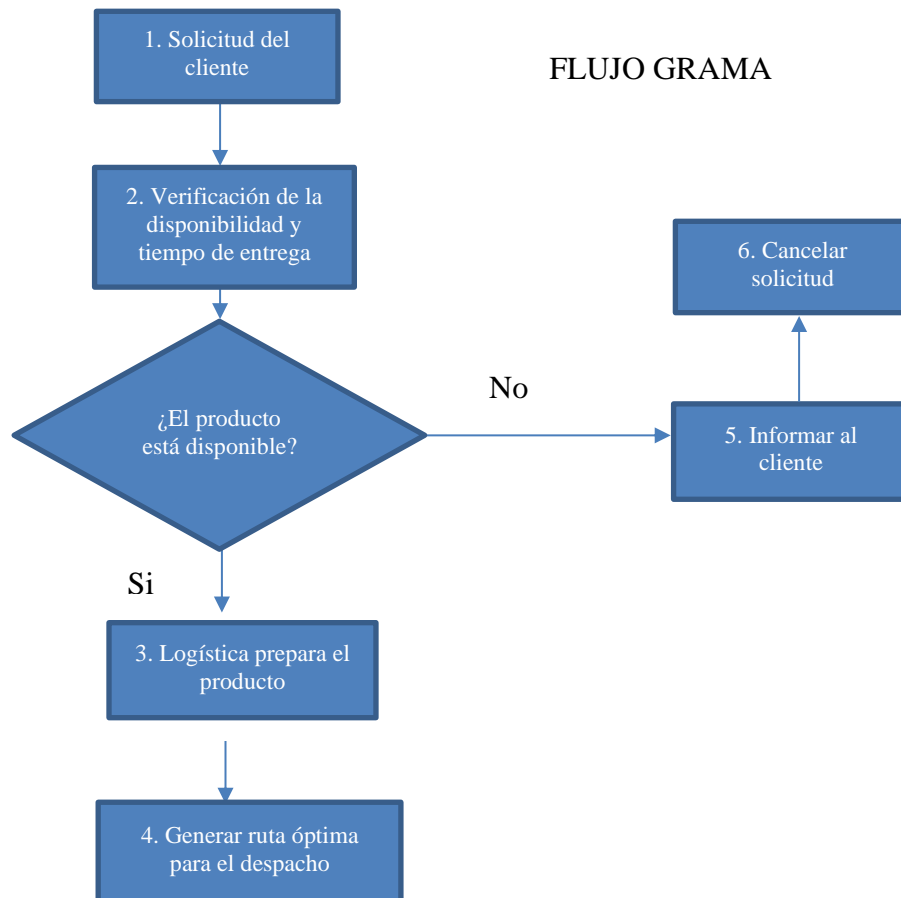 1. Solicitud del
cliente
FLUJO GRAMA
2. Verificación de la
disponibilidad y
tiempo de entrega
6. Cancelar
solicitud
No
¿El producto
está disponible?
5. Informar al
cliente
Si
3. Logística prepara el
producto
4. Generar ruta óptima
para el despacho